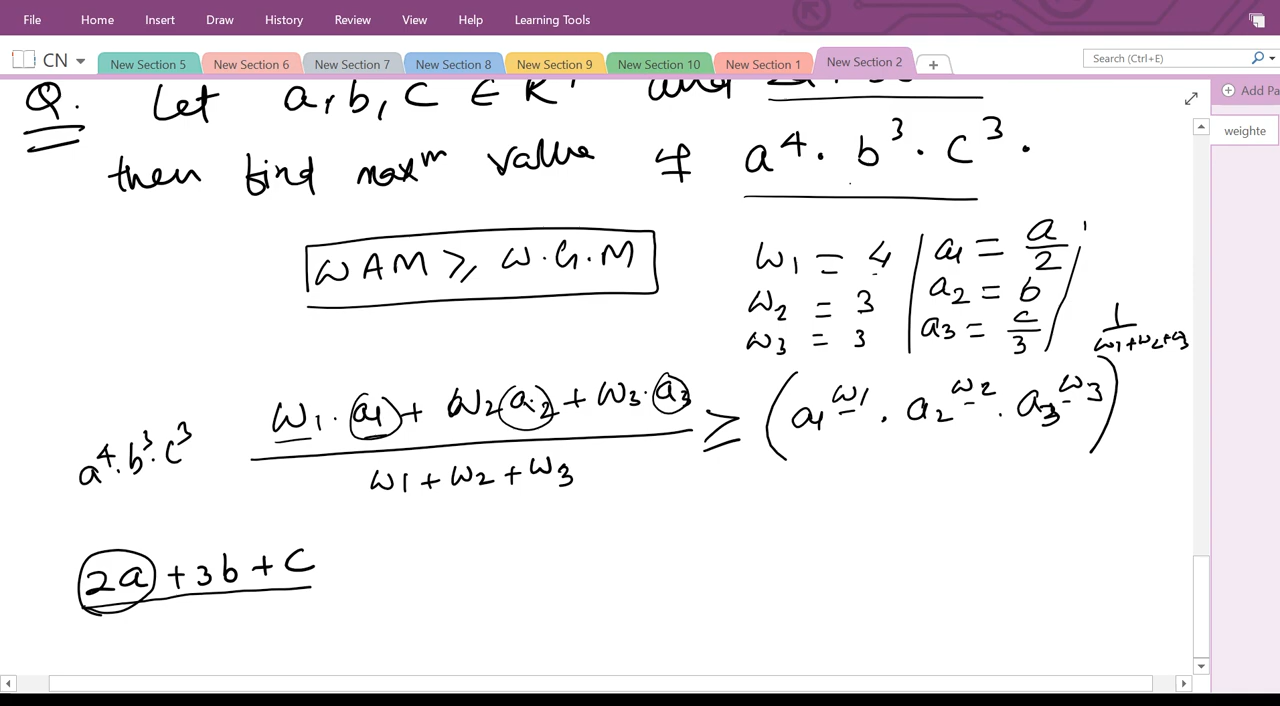 File Home Insert Draw History Review View Help Learning Tools
CN New Section 5 New Section 6 New Section 7 New Section 8 New Section 9 New Section 10 New Section 1 New Section 2 Search (Ctrl+E)
Add Pa
weighte
Q. Let a, b, c ∈ R⁺ and
then find maxᵐ value of a⁴ · b³ · c³ .
WAM ≥ W.G.M
w1 = 4 a1 = a/2
w2 = 3 a2 = b
w3 = 3 a3 = c/3
a⁴·b³·c³ (w1·a1 + w2·a2 + w3·a3)/(w1 + w2 + w3) ≥ (a1^w1 · a2^w2 · a3^w3)^(1/(w1+w2+w3))
2a + 3b + c